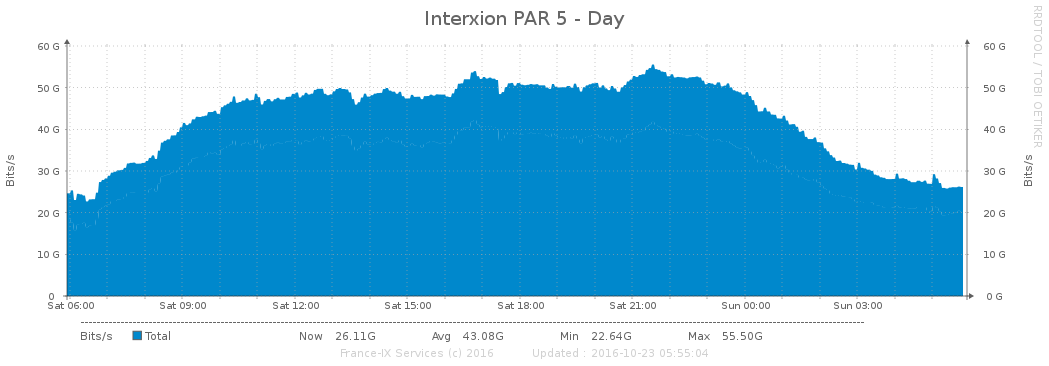 Interxion PAR 5 - Day
RRDTOOL / TOBI OETIKER
Bits/s
60 G
50 G
40 G
30 G
20 G
10 G
0
60 G
50 G
40 G
30 G
20 G
10 G
0 G
Bits/s
Sat 06:00 Sat 09:00 Sat 12:00 Sat 15:00 Sat 18:00 Sat 21:00 Sun 00:00 Sun 03:00
Bits/s Total Now 26.11G Avg 43.08G Min 22.64G Max 55.50G
France-IX Services (c) 2016 Updated : 2016-10-23 05:55:04